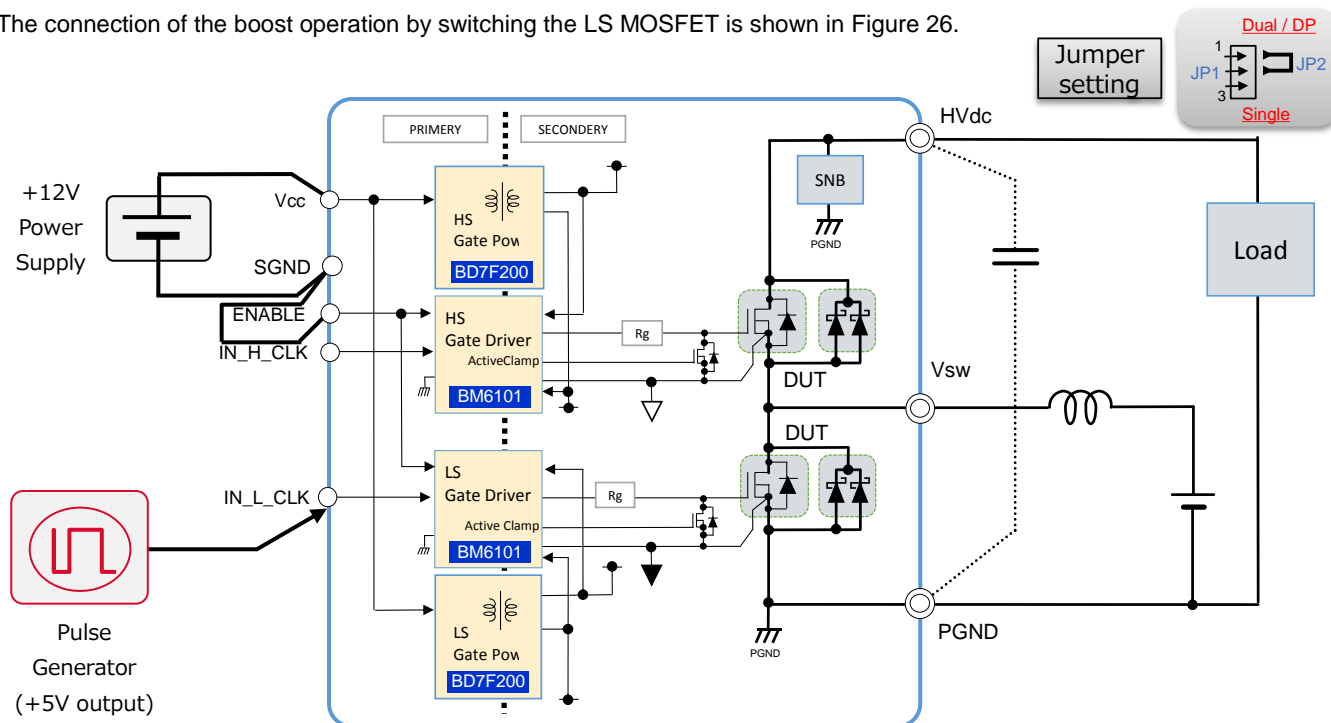 The connection of the boost operation by switching the LS MOSFET is shown in Figure 26.
Jumper
setting
Dual / DP
1
JP1
JP2
3
Single
PRIMERY
SECONDERY
HVdc
+12V
Power
Supply
Vcc
SGND
ENABLE
IN_H_CLK
HS
Gate Pow
BD7F200
HS
Gate Driver
ActiveClamp
BM6101
Rg
SNB
PGND
DUT
Vsw
Load
DUT
IN_L_CLK
LS
Gate Driver
Active Clamp
BM6101
Rg
LS
Gate Pow
BD7F200
PGND
PGND
Pulse
Generator
(+5V output)